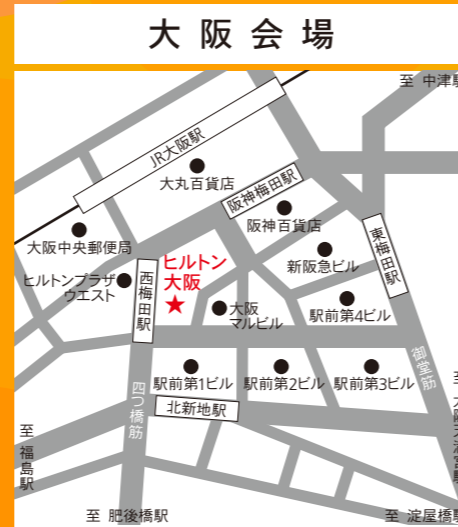 大阪会場
至 中津駅
JR大阪駅
大丸百貨店
阪神梅田駅
阪神百貨店
東梅田駅
大阪中央郵便局
ヒルトン
大阪
新阪急ビル
ヒルトンプラザ
ウエスト
西梅田駅
大阪
マルビル
駅前第4ビル
御堂筋
駅前第1ビル
駅前第2ビル
駅前第3ビル
四つ橋筋
北新地駅
至 福島駅
至 肥後橋駅
至 淀屋橋駅